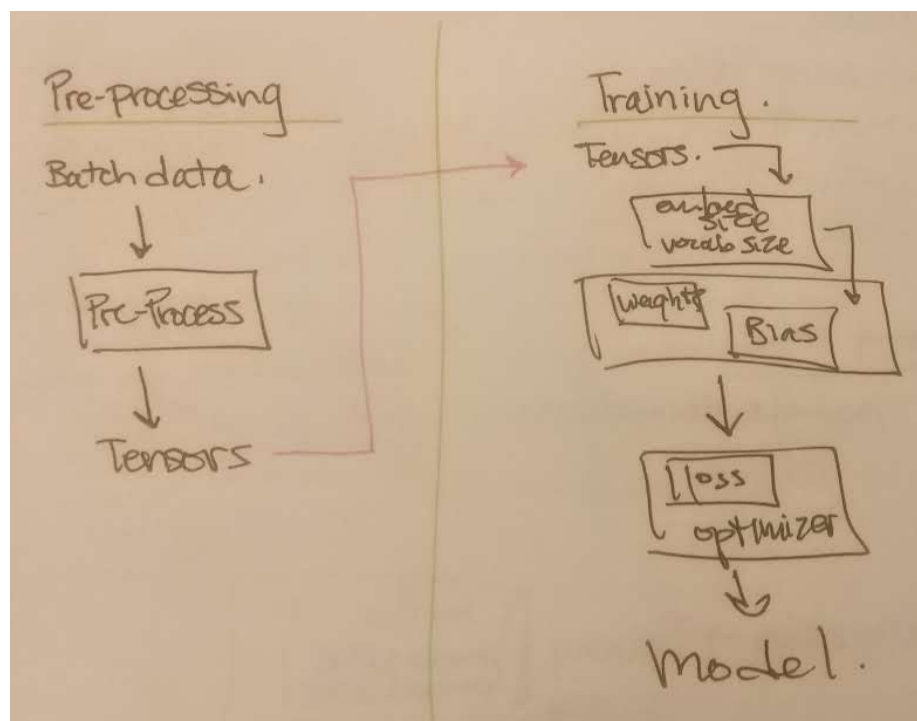 Pre-processing
Batch data.
Pre-Process
Tensors
Training.
Tensors.
embed
size
vocab size
Weights
Bias
loss
optimizer
Model.